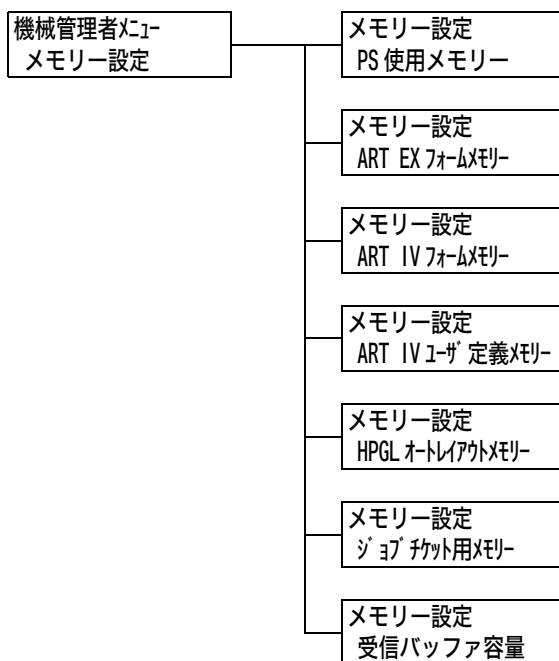 機械管理者ﾒﾆｭｰ
メモリー設定
メモリー設定
PS 使用メモリー
メモリー設定
ART EX ﾌｫｰﾑﾒﾓﾘｰ
メモリー設定
ART IV ﾌｫｰﾑﾒﾓﾘｰ
メモリー設定
ART IV ﾕｰｻﾞ定義ﾒﾓﾘｰ
メモリー設定
HPGL ｵｰﾄﾚｲｱｳﾄﾒﾓﾘｰ
メモリー設定
ｼﾞｮﾌﾞﾁｹｯﾄ用ﾒﾓﾘｰ
メモリー設定
受信バッファ容量